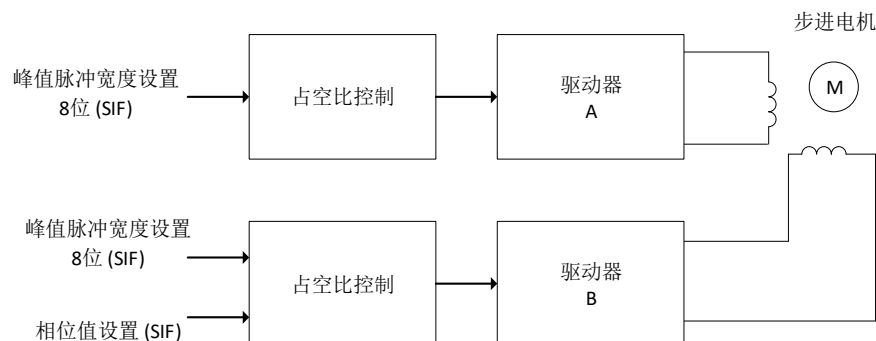 步进电机
峰值脉冲宽度设置
8位 (SIF)
占空比控制
驱动器
A
M
峰值脉冲宽度设置
8位 (SIF)
相位值设置 (SIF)
占空比控制
驱动器
B